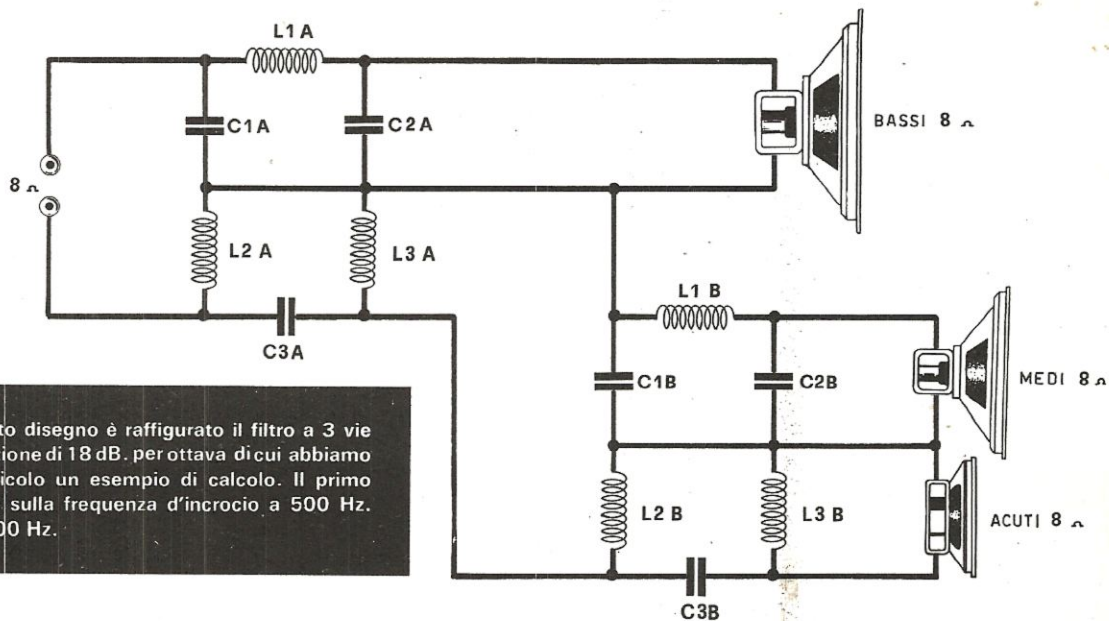 L1 A
C1A
C2A
BASSI 8 Ω
8 Ω
L2 A
L3 A
C3A
L1 B
C1B
C2B
MEDI 8 Ω
L2 B
L3 B
ACUTI 8 Ω
C3B
to disegno è raffigurato il filtro a 3 vie
zione di 18 dB. per ottava di cui abbiamo
icolo un esempio di calcolo. Il primo
sulla frequenza d'incrocio a 500 Hz.
00 Hz.